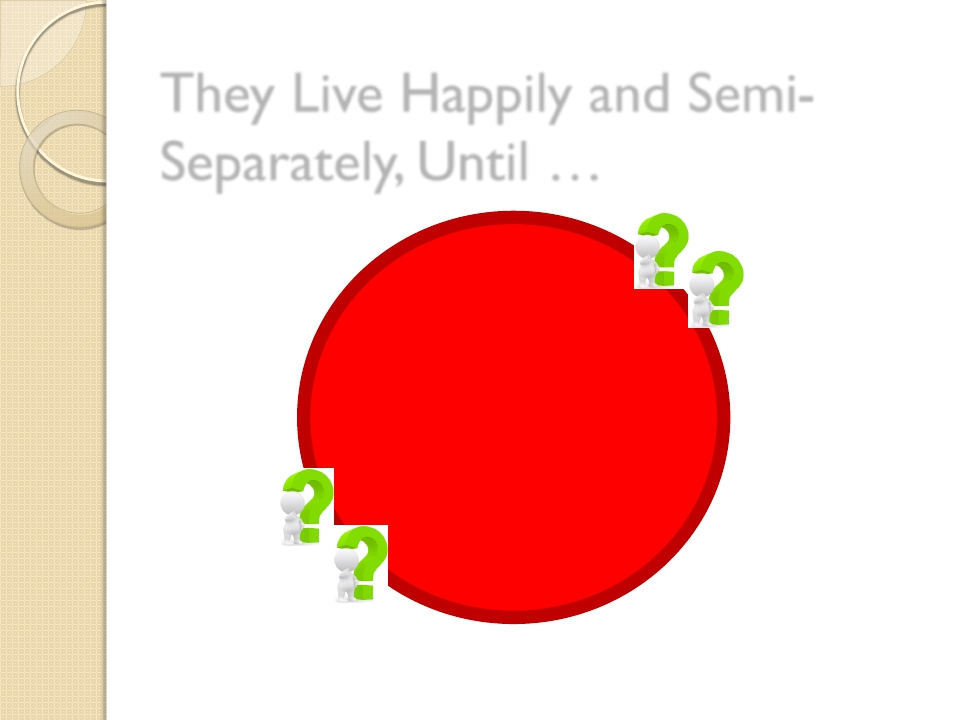 They Live Happily and Semi-
Separately, Until …